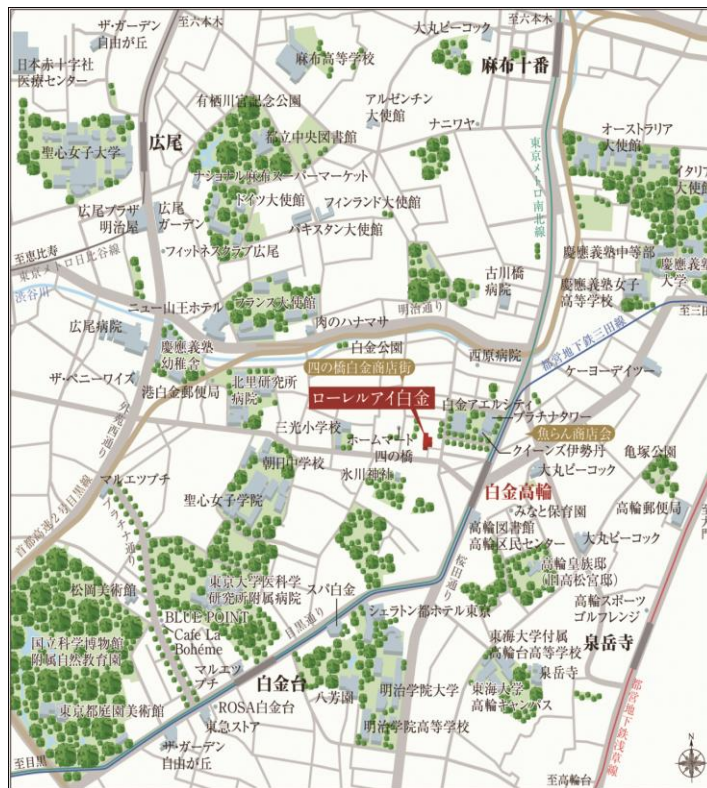 至六本木
至六本木
ザ・ガーデン
自由が丘
大丸ピーコック
日本赤十字社
医療センター
麻布高等学校
麻布十番
有栖川宮記念公園
アルゼンチン
大使館
ナニワヤ
オーストラリア
大使館
広尾
都立中央図書館
東京メトロ南北線
聖心女子大学
ナショナル麻布スーパーマーケット
イタリア
大使館
ドイツ大使館
フィンランド大使館
広尾プラザ
明治屋
広尾
ガーデン
パキスタン大使館
至恵比寿
東京メトロ日比谷線
フィットネスクラブ広尾
慶應義塾中等部
古川橋
病院
慶應義塾女子
高等学校
慶應義塾
大学
渋谷川
ニュー山王ホテル
フランス大使館
明治通り
至三田
肉のハナマサ
都営地下鉄三田線
広尾病院
慶應義塾
幼稚舎
白金公園
西原病院
四の橋白金商店街
ザ・ペニーワイズ
港白金郵便局
北里研究所
病院
ローレルアイ白金
ケーヨーデイツー
白金アエルシティ
プラチナタワー
外苑西通り
三光小学校
ホームマート
四の橋
魚らん商店会
クイーンズ伊勢丹
亀塚公園
朝日中学校
氷川神社
大丸ピーコック
マルエツプチ
白金高輪
首都高速2号目黒線
プラチナ通り
聖心女子学院
みなと保育園
高輪郵便局
至大門
高輪図書館
高輪区民センター
大丸ピーコック
桜田通り
高輪皇族邸
(旧高松宮邸)
松岡美術館
東京大学医科学
研究所附属病院
スパ白金
目黒通り
シェラトン都ホテル東京
高輪スポーツ
ゴルフレンジ
BLUE POINT
Cafe La
Bohéme
国立科学博物館
附属自然教育園
東海大学付属
高輪台高等学校
泉岳寺
マルエツ
プチ
白金台
八芳園
明治学院大学
泉岳寺
東海大学
高輪キャンパス
東京都庭園美術館
ROSA白金台
東急ストア
明治学院高等学校
都営地下鉄浅草線
ザ・ガーデン
自由が丘
至目黒
至高輪台
N